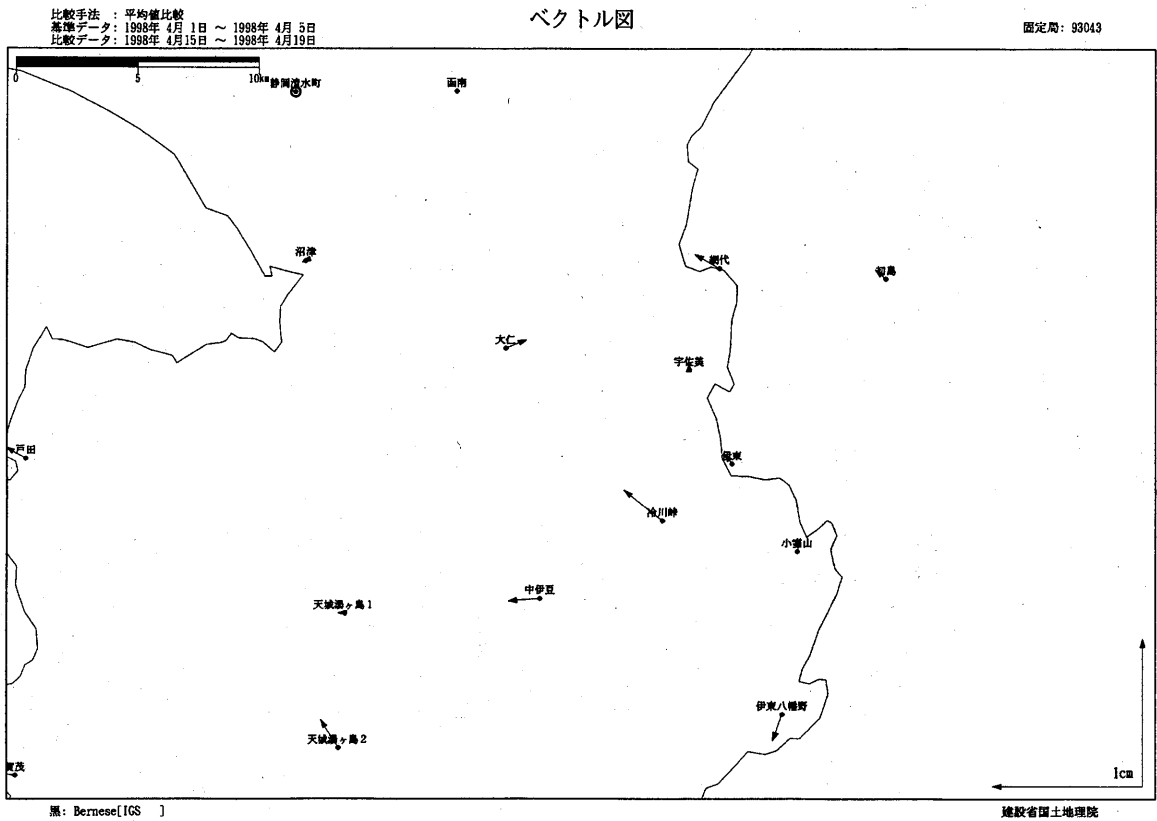 ベクトル図
比較手法 : 平均値比較
基準データ: 1998年 4月 1日 ～ 1998年 4月 5日
比較データ: 1998年 4月15日 ～ 1998年 4月19日
固定局: 93043
0 5 10km
静岡清水町
函南
沼津
網代
初島
大仁
宇佐美
戸田
伊東
冷川峠
小室山
中伊豆
天城湯ヶ島1
伊東八幡野
天城湯ヶ島2
賀茂
1cm
黒: Bernese[IGS ]
建設省国土地理院